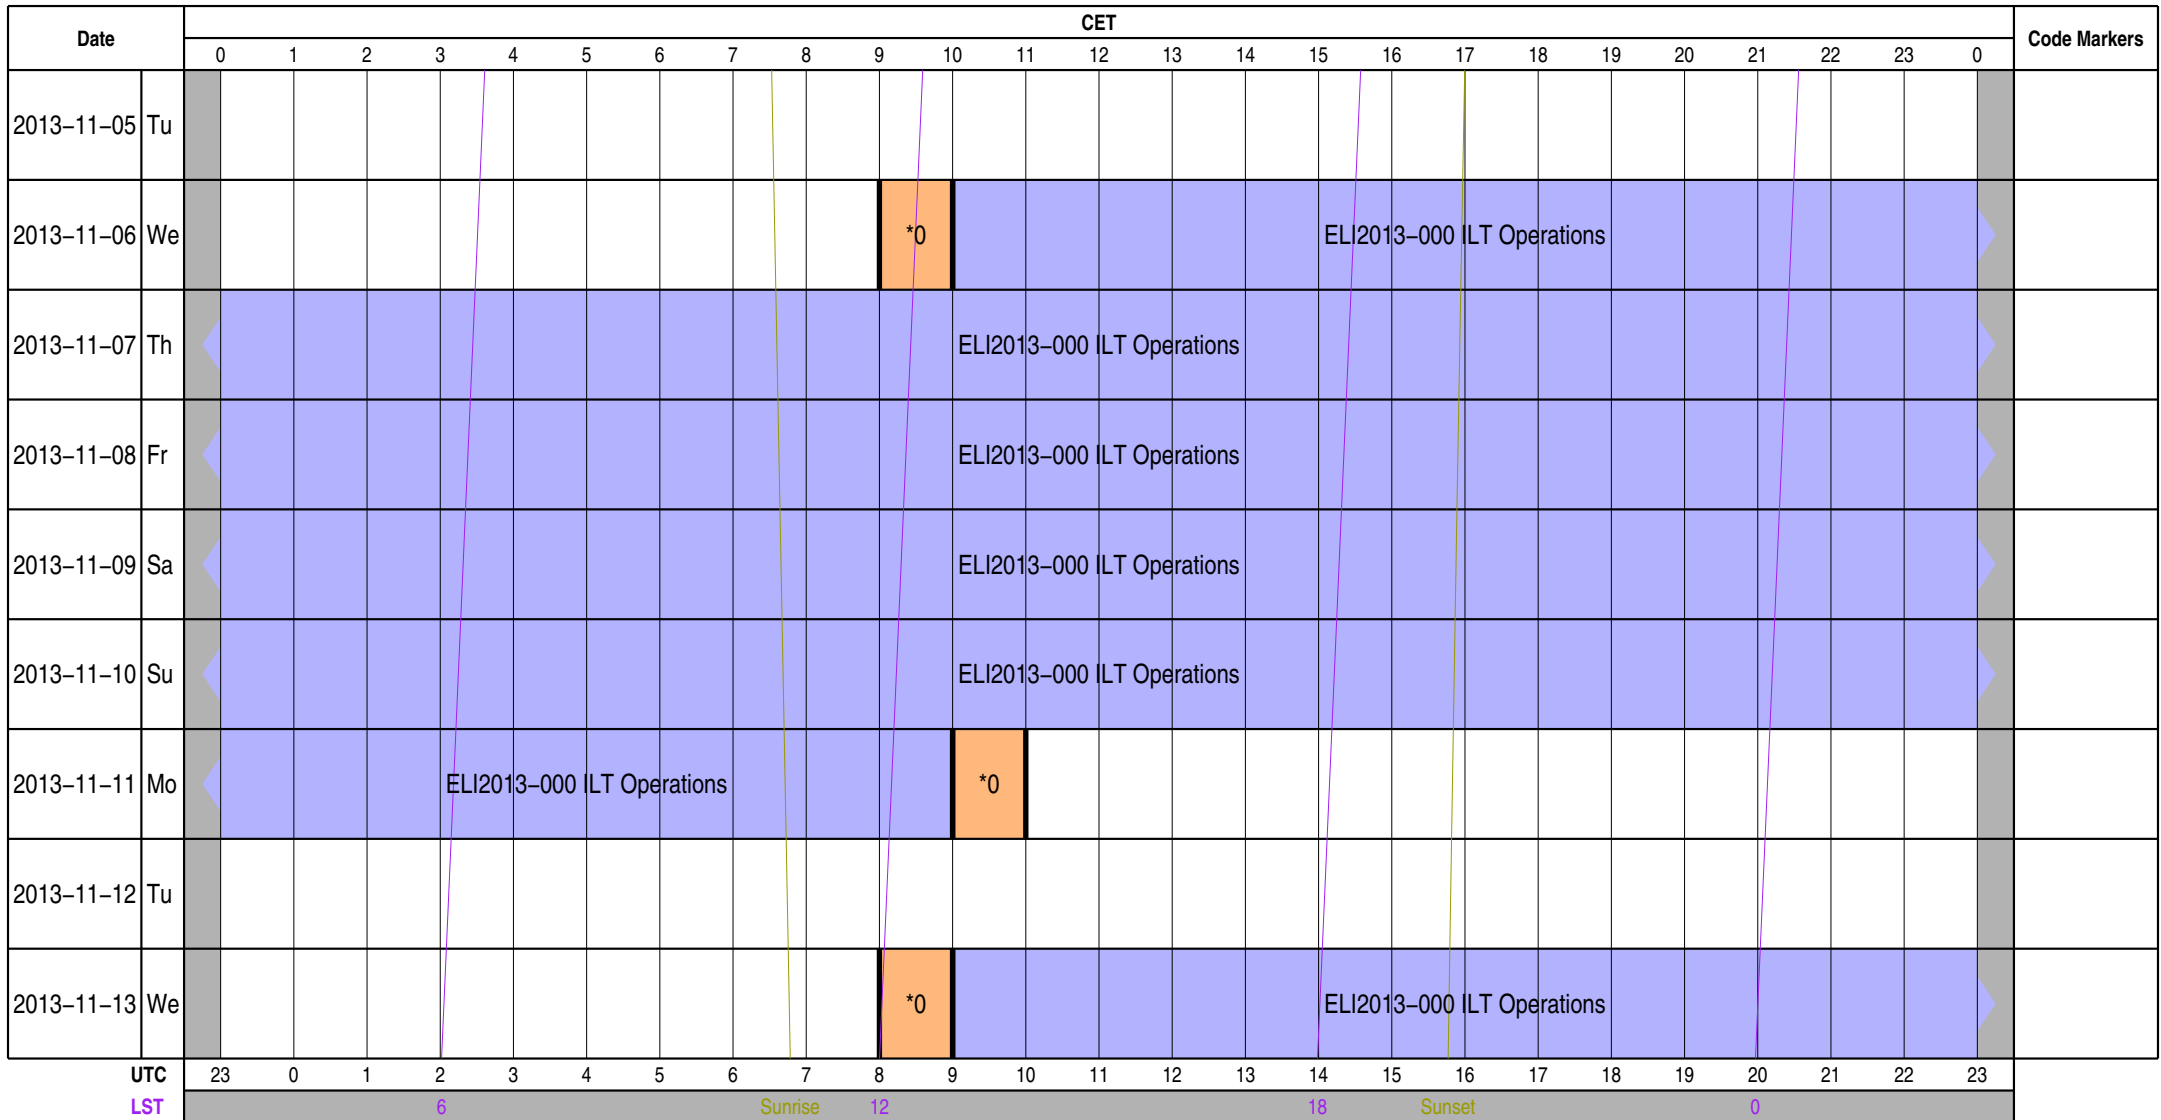 Date CET Code Markers
0 1 2 3 4 5 6 7 8 9 10 11 12 13 14 15 16 17 18 19 20 21 22 23 0
2013−11−05 Tu
2013−11−06 We *0 ELI2013−000 ILT Operations
2013−11−07 Th ELI2013−000 ILT Operations
2013−11−08 Fr ELI2013−000 ILT Operations
2013−11−09 Sa ELI2013−000 ILT Operations
2013−11−10 Su ELI2013−000 ILT Operations
2013−11−11 Mo ELI2013−000 ILT Operations *0
2013−11−12 Tu
2013−11−13 We *0 ELI2013−000 ILT Operations
UTC 23 0 1 2 3 4 5 6 7 8 9 10 11 12 13 14 15 16 17 18 19 20 21 22 23
LST 6 Sunrise 12 18 Sunset 0